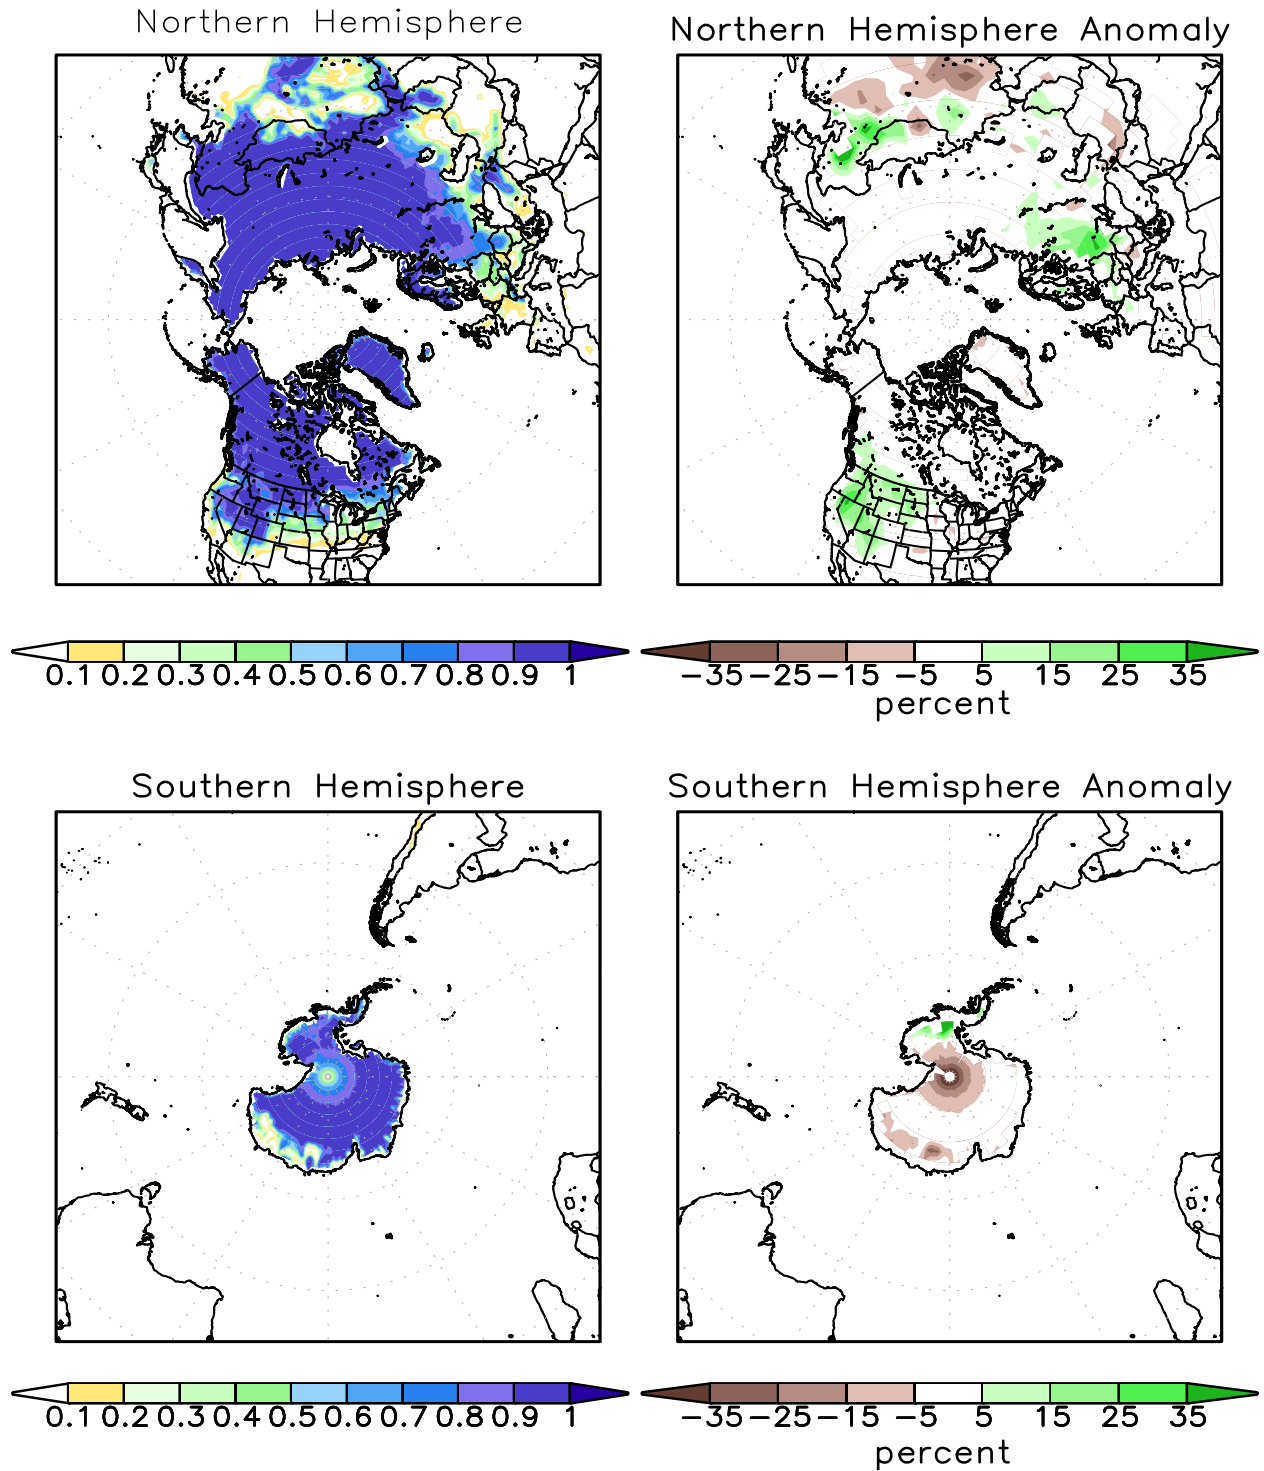 Northern Hemisphere
Northern Hemisphere Anomaly
0.1 0.2 0.3 0.4 0.5 0.6 0.7 0.8 0.9 1
−35 −25 −15 −5 5 15 25 35
percent
Southern Hemisphere
Southern Hemisphere Anomaly
0.1 0.2 0.3 0.4 0.5 0.6 0.7 0.8 0.9 1
−35 −25 −15 −5 5 15 25 35
percent